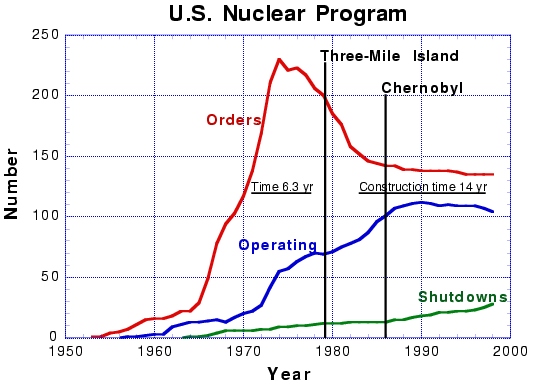 U.S. Nuclear Program
250
200
150
100
50
0
Number
Three-Mile Island
Chernobyl
Orders
Time 6.3 yr
Construction time 14 yr
Operating
Shutdowns
1950
1960
1970
1980
1990
2000
Year